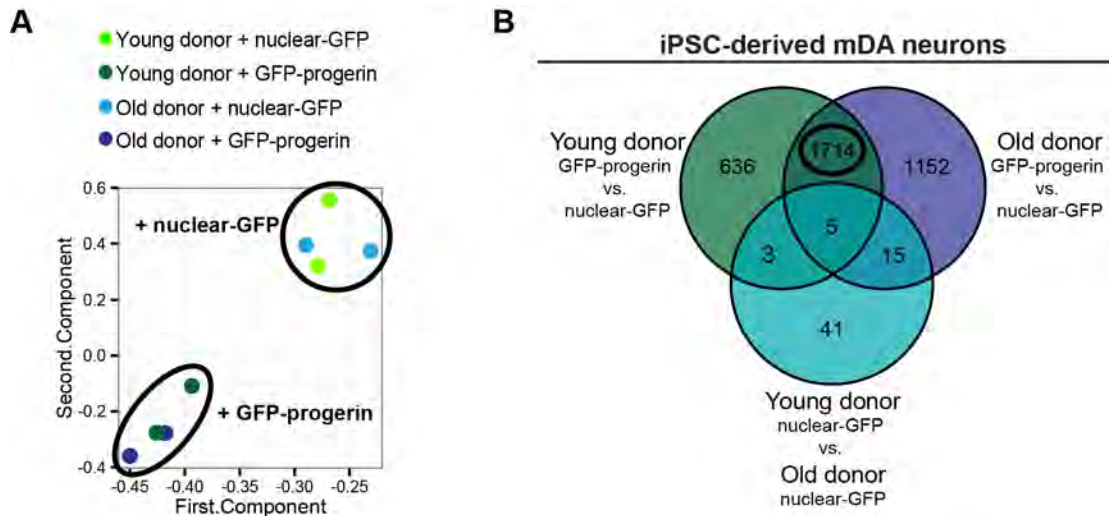 A
Young donor + nuclear-GFP
Young donor + GFP-progerin
Old donor + nuclear-GFP
Old donor + GFP-progerin
0.6
0.4
0.2
0.0
-0.2
-0.4
Second.Component
+ nuclear-GFP
+ GFP-progerin
-0.45
-0.40
-0.35
-0.30
-0.25
First.Component
B
iPSC-derived mDA neurons
Young donor
GFP-progerin
vs.
nuclear-GFP
636
1714
1152
Old donor
GFP-progerin
vs.
nuclear-GFP
5
3
15
41
Young donor
nuclear-GFP
vs.
Old donor
nuclear-GFP